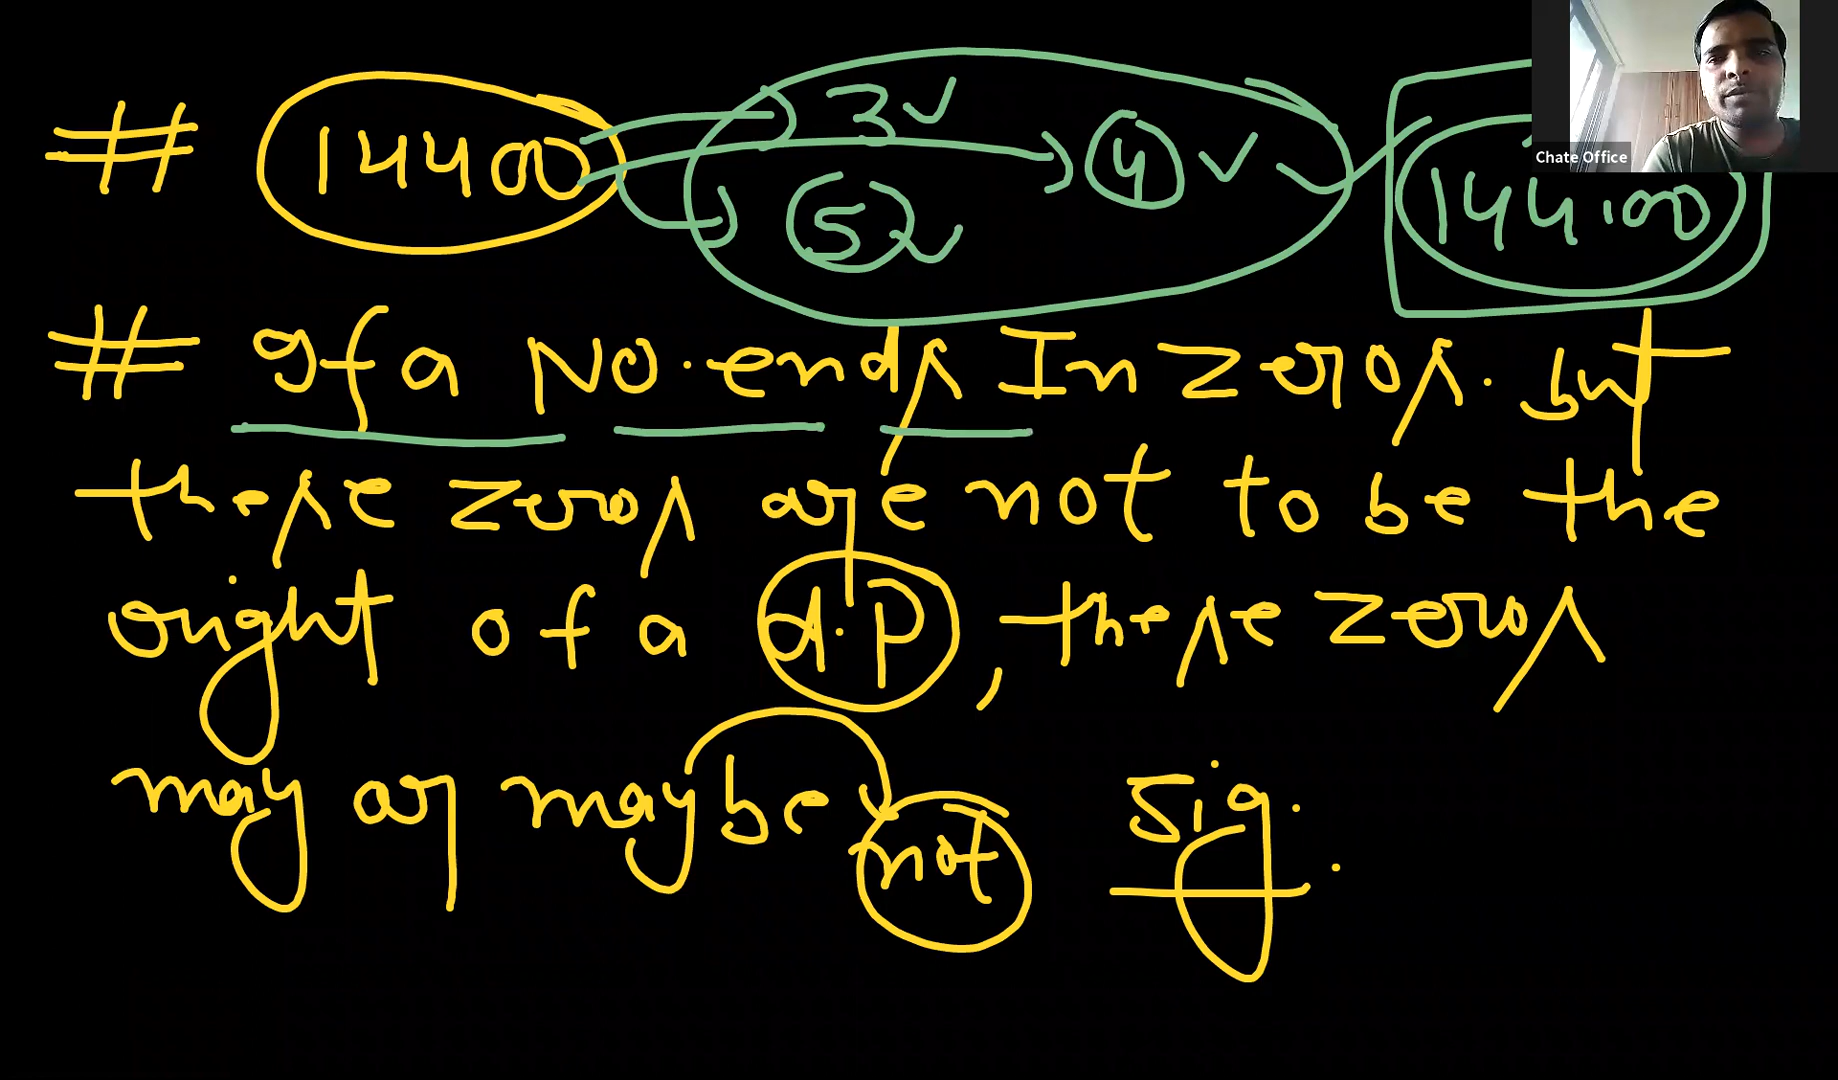 Chate Office
# 14400 3✓ 4✓ 144.00
5✓
# If a No. ends In zeros. but
these zeros are not to be the
right of a d.P, these zeros
may or may be not sig.